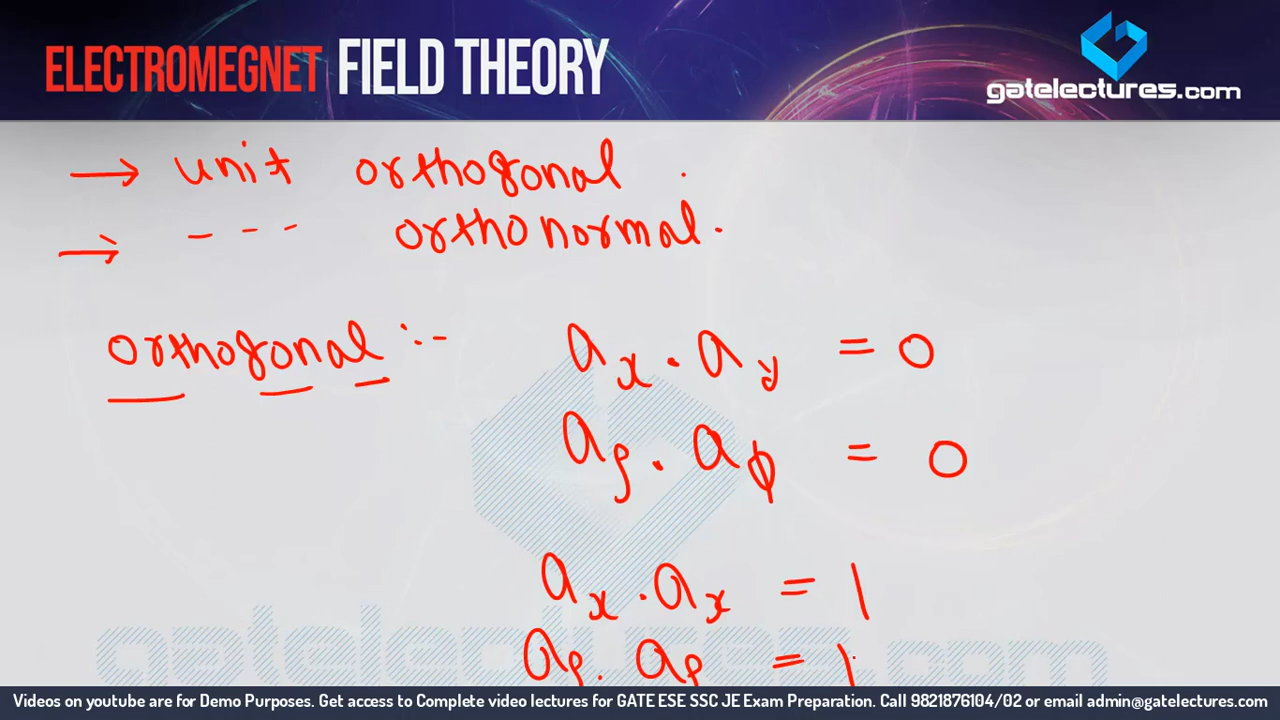 ELECTROMEGNET FIELD THEORY
gatelectures.com
→ unit orthogonal .
→ --- orthonormal.
orthogonal :- ax . ay = 0
aρ . aϕ = 0
ax . ax = 1
aρ . aρ = 1
gatelectures.com
Videos on youtube are for Demo Purposes. Get access to Complete video lectures for GATE ESE SSC JE Exam Preparation. Call 9821876104/02 or email admin@gatelectures.com